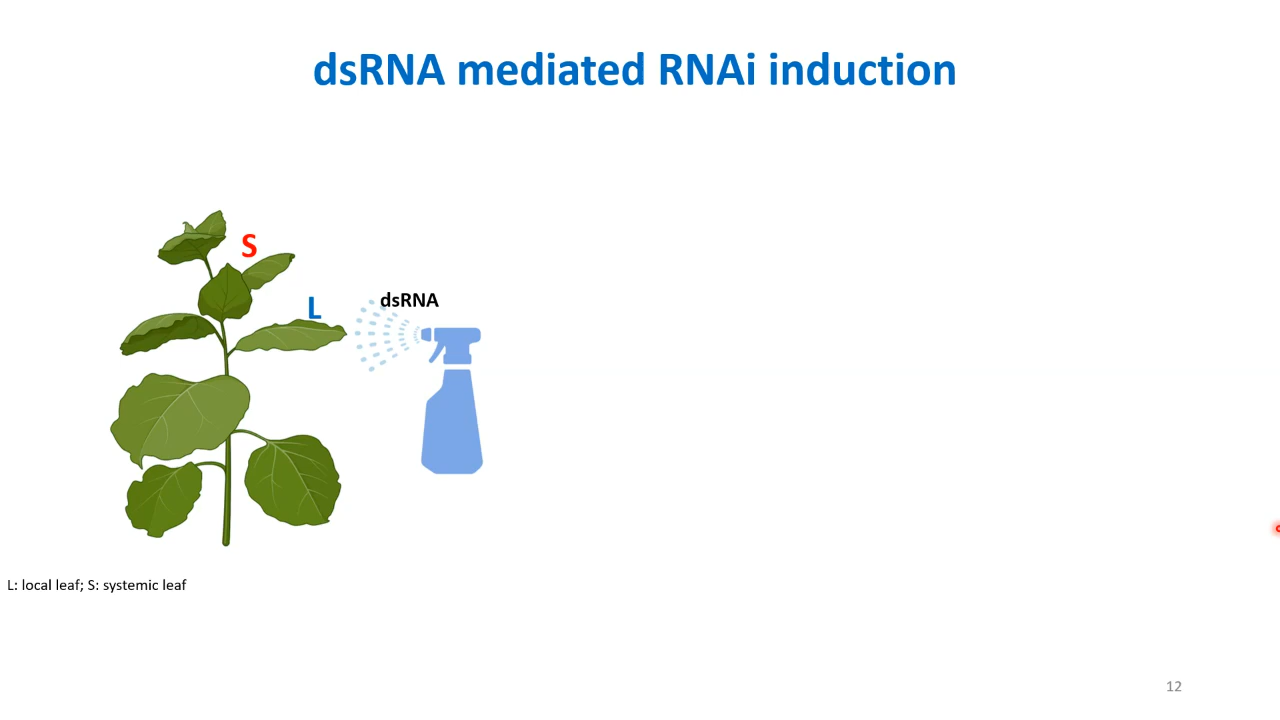 dsRNA mediated RNAi induction
S
L
dsRNA
L: local leaf; S: systemic leaf
12